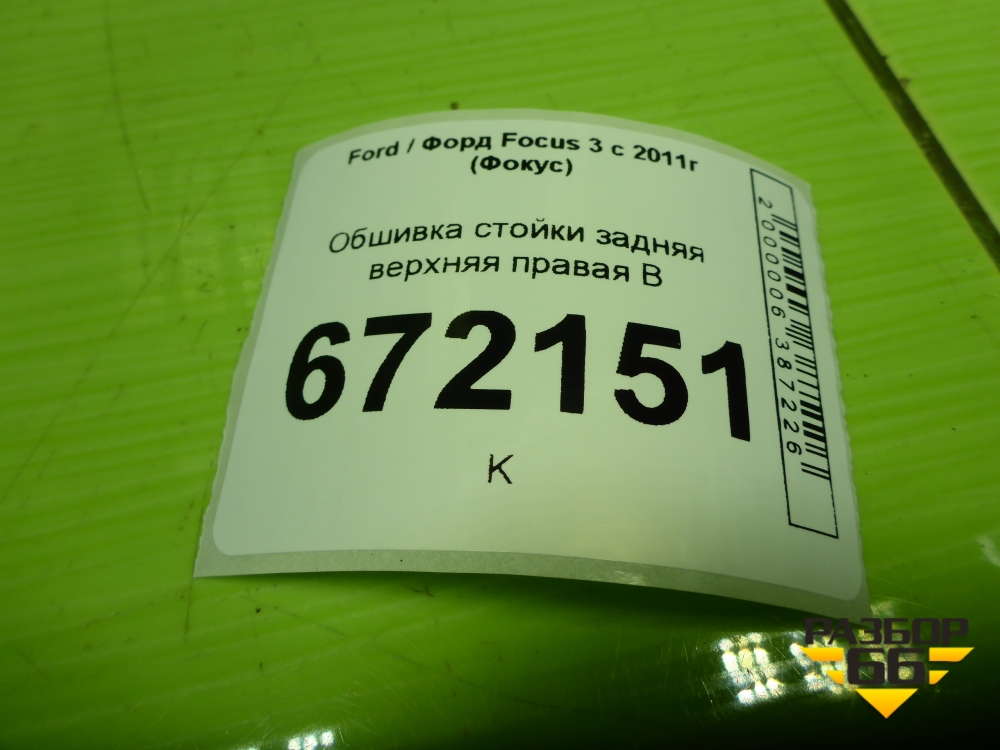 Ford / Форд Focus 3 с 2011г
(Фокус)
Обшивка стойки задняя
верхняя правая В
672151
К
2000006387226
РАЗБОР
66